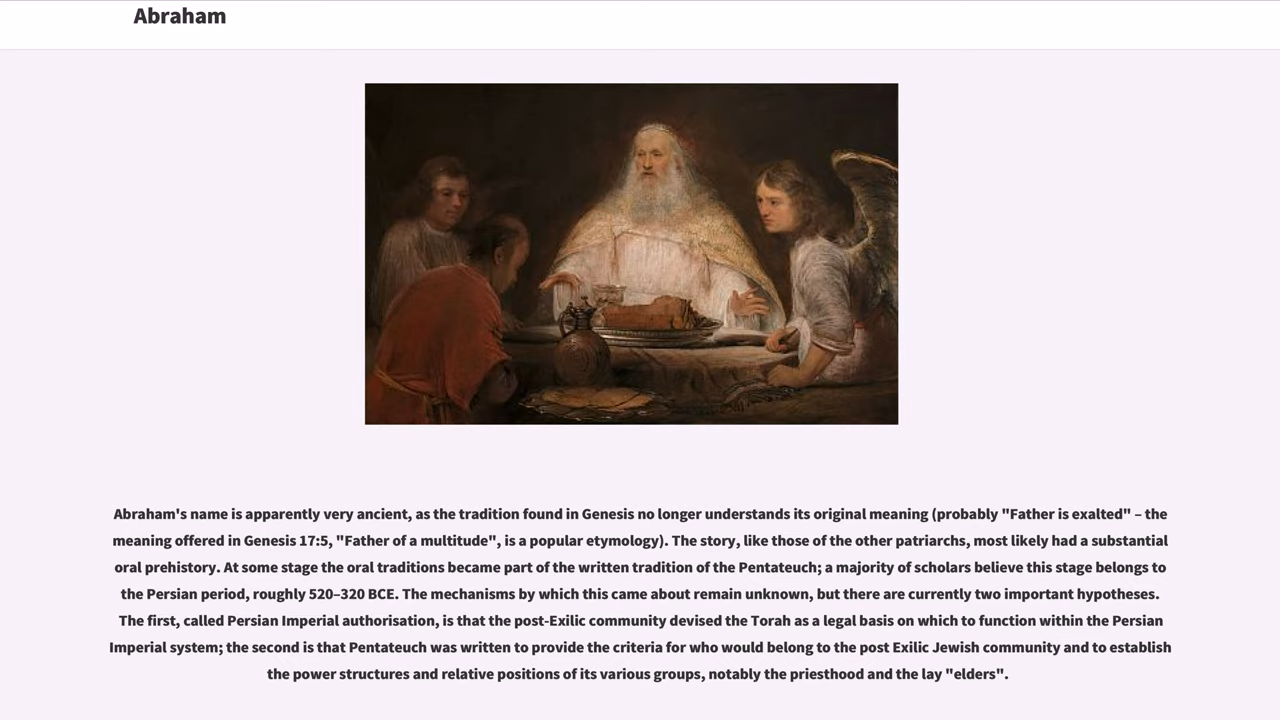 Abraham
Abraham's name is apparently very ancient, as the tradition found in Genesis no longer understands its original meaning (probably "Father is exalted" – the
meaning offered in Genesis 17:5, "Father of a multitude", is a popular etymology). The story, like those of the other patriarchs, most likely had a substantial
oral prehistory. At some stage the oral traditions became part of the written tradition of the Pentateuch; a majority of scholars believe this stage belongs to
the Persian period, roughly 520–320 BCE. The mechanisms by which this came about remain unknown, but there are currently two important hypotheses.
The first, called Persian Imperial authorisation, is that the post-Exilic community devised the Torah as a legal basis on which to function within the Persian
Imperial system; the second is that Pentateuch was written to provide the criteria for who would belong to the post Exilic Jewish community and to establish
the power structures and relative positions of its various groups, notably the priesthood and the lay "elders".